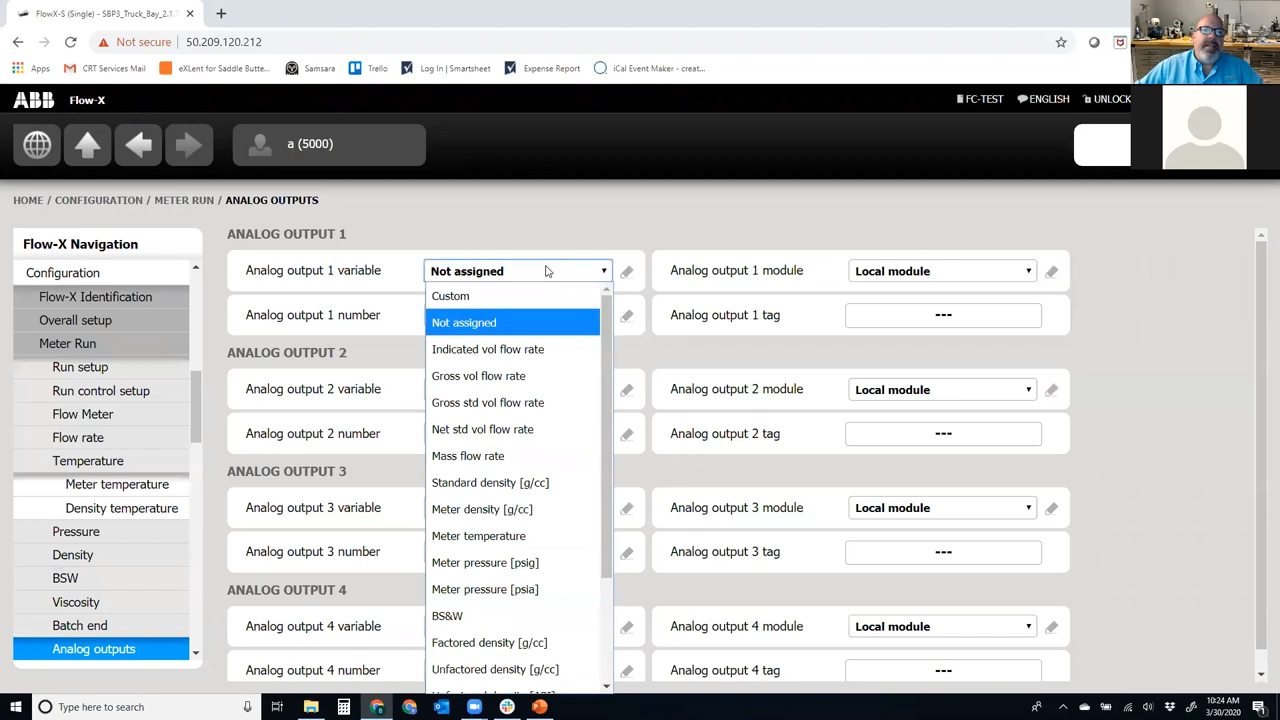 FlowX-S (Single) - SBP3_Truck_Bay_2.1.
Not secure | 50.209.120.212
Apps Gmail CRT Services Mail eXLent for Saddle Butte... Samsara Trello Log In | Smartsheet Expense Report iCal Event Maker - creat...
ABB Flow-X FC-TEST ENGLISH UNLOCK
a (5000)
HOME / CONFIGURATION / METER RUN / ANALOG OUTPUTS
Flow-X Navigation
Configuration
Flow-X Identification
Overall setup
Meter Run
Run setup
Run control setup
Flow Meter
Flow rate
Temperature
Meter temperature
Density temperature
Pressure
Density
BSW
Viscosity
Batch end
Analog outputs
ANALOG OUTPUT 1
Analog output 1 variable Not assigned Analog output 1 module Local module
Analog output 1 number Analog output 1 tag ---
ANALOG OUTPUT 2
Analog output 2 variable Analog output 2 module Local module
Analog output 2 number Analog output 2 tag ---
ANALOG OUTPUT 3
Analog output 3 variable Analog output 3 module Local module
Analog output 3 number Analog output 3 tag ---
ANALOG OUTPUT 4
Analog output 4 variable Analog output 4 module Local module
Analog output 4 number Analog output 4 tag ---
Custom
Not assigned
Indicated vol flow rate
Gross vol flow rate
Gross std vol flow rate
Net std vol flow rate
Mass flow rate
Standard density [g/cc]
Meter density [g/cc]
Meter temperature
Meter pressure [psig]
Meter pressure [psia]
BS&W
Factored density [g/cc]
Unfactored density [g/cc]
Type here to search
10:24 AM
3/30/2020
1